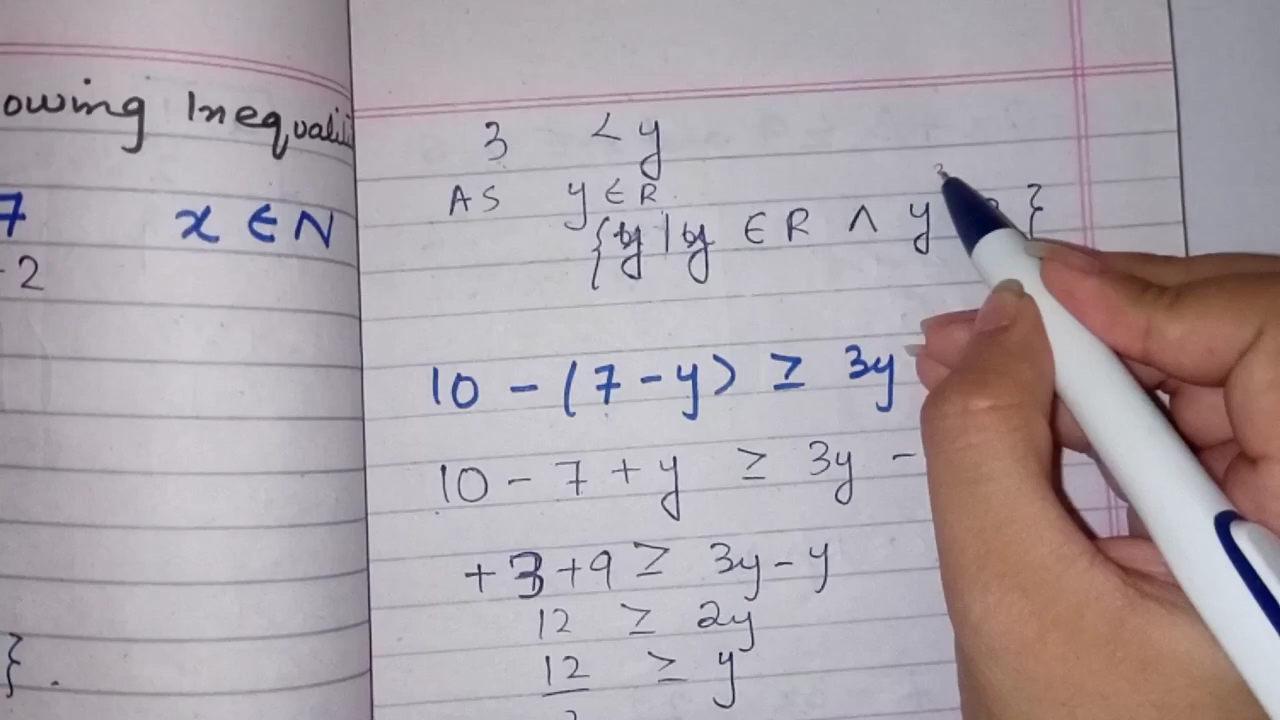 owing Inequali
7 x ∈ N
-2
}.
3 < y
AS y ∈ R
{y | y ∈ R ∧ y }
10 - (7 - y) ≥ 3y
10 - 7 + y ≥ 3y -
+3 + 9 ≥ 3y - y
12 ≥ 2y
12 ≥ y